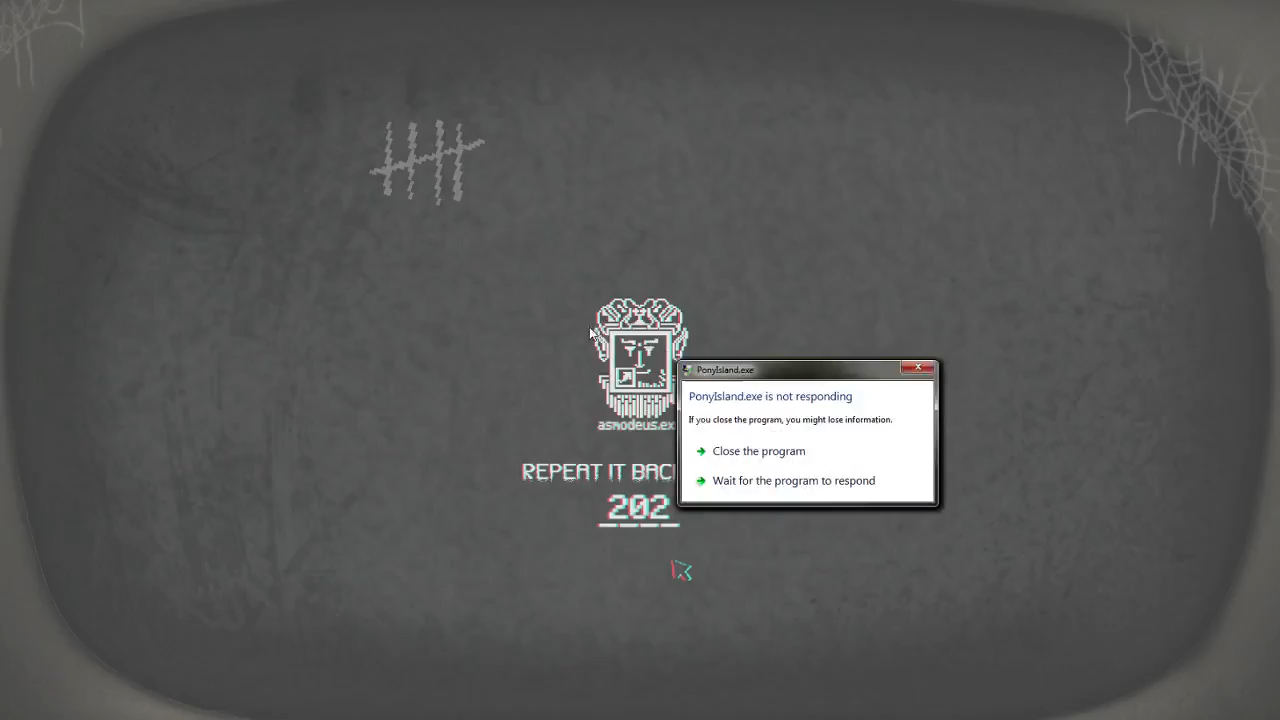 PonyIsland.exe
PonyIsland.exe is not responding
If you close the program, you might lose information.
asmodeus.ex
Close the program
REPEAT IT BAC
Wait for the program to respond
202